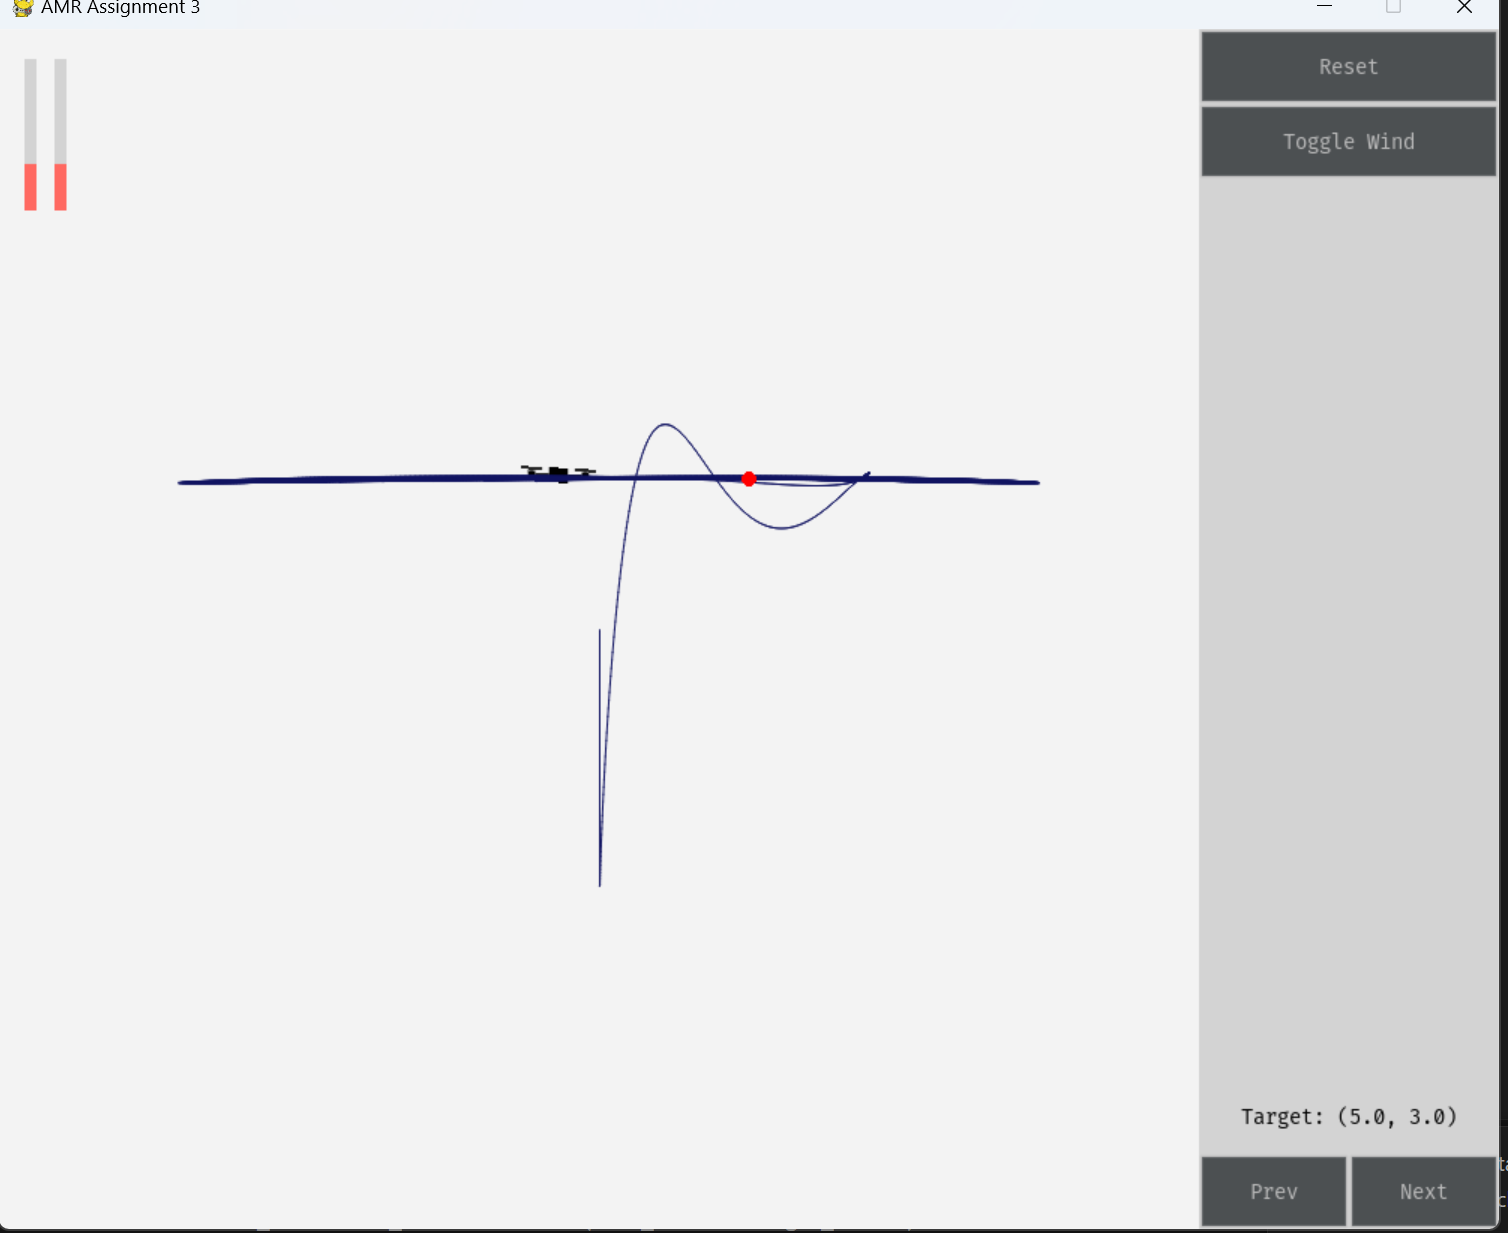 AMR Assignment 3
Reset
Toggle Wind
Target: (5.0, 3.0)
Prev
Next